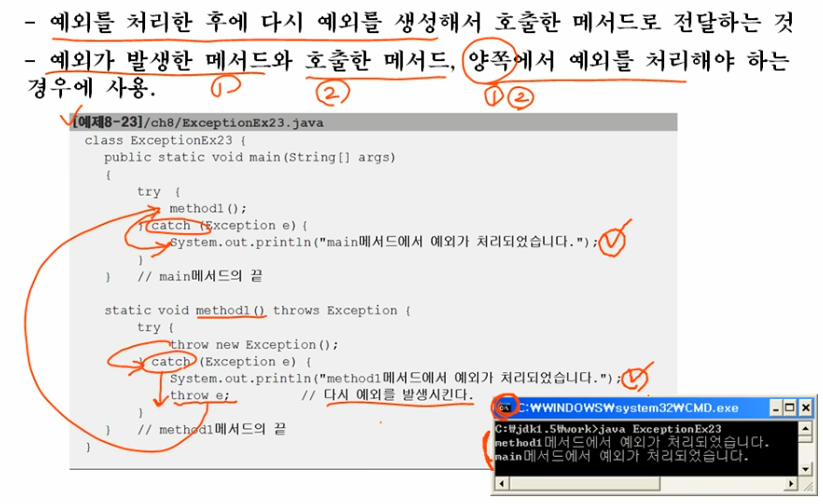 - 예외를 처리한 후에 다시 예외를 생성해서 호출한 메서드로 전달하는 것
- 예외가 발생한 메서드와 호출한 메서드, 양쪽에서 예외를 처리해야 하는
경우에 사용.
① ② ① ②
[예제8-23]/ch8/ExceptionEx23.java
class ExceptionEx23 {
public static void main(String[] args)
{
try {
method1();
} catch (Exception e){
System.out.println("main메서드에서 예외가 처리되었습니다.");
}
} // main메서드의 끝
static void method1() throws Exception {
try {
throw new Exception();
} catch (Exception e) {
System.out.println("method1메서드에서 예외가 처리되었습니다.");
throw e; // 다시 예외를 발생시킨다.
}
} // method1메서드의 끝
}
C:₩WINDOWS₩system32₩CMD.exe
C:₩jdk1.5₩work>java ExceptionEx23
method1메서드에서 예외가 처리되었습니다.
main메서드에서 예외가 처리되었습니다.